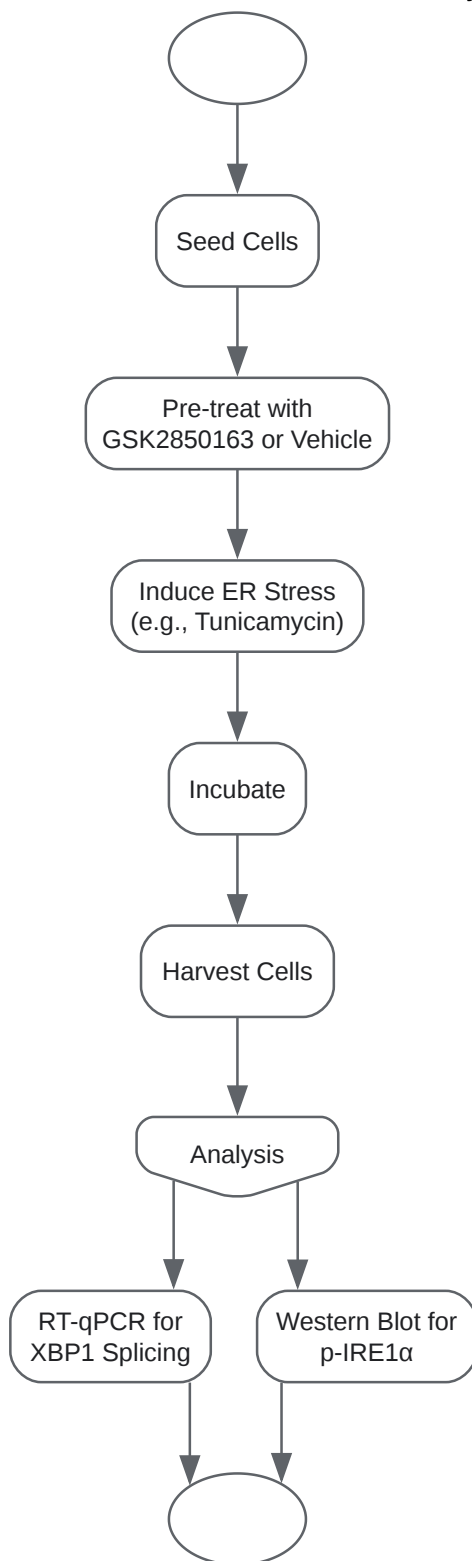 Seed Cells
Pre-treat with
GSK2850163 or Vehicle
Induce ER Stress
(e.g., Tunicamycin)
Incubate
Harvest Cells
Analysis
RT-qPCR for
XBP1 Splicing
Western Blot for
p-IRE1α